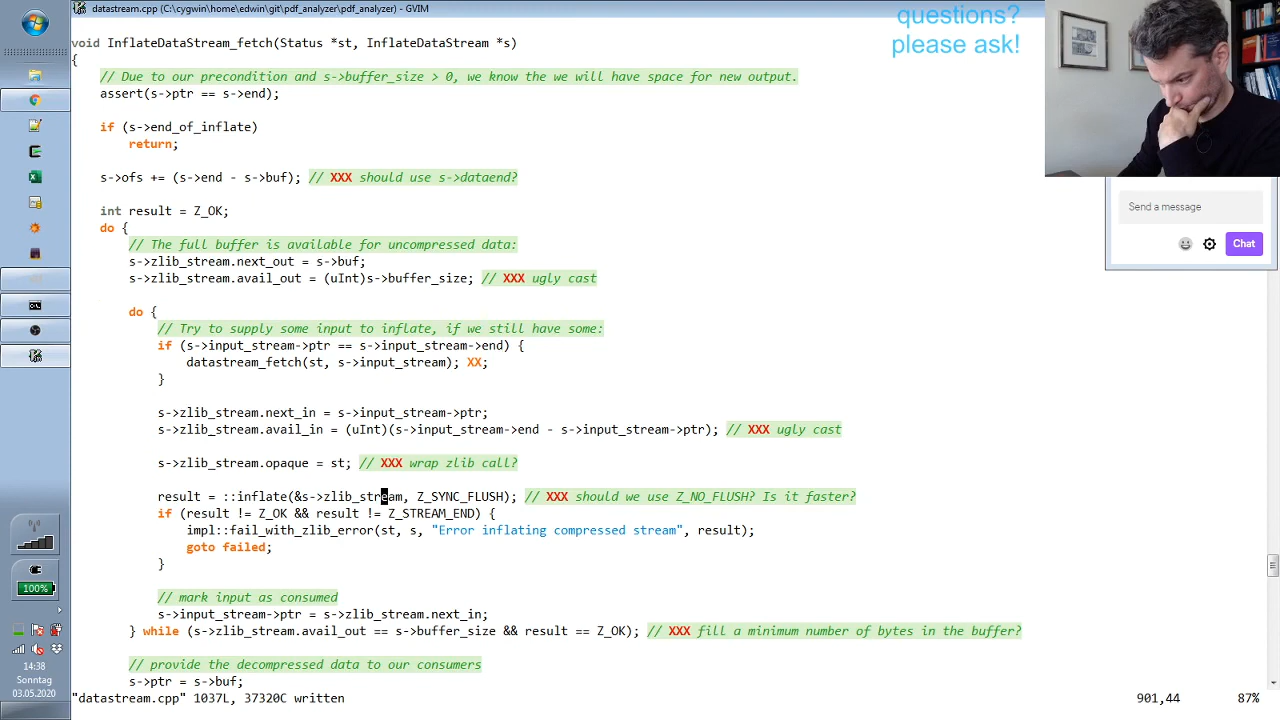 datastream.cpp (C:\cygwin\home\edwin\git\pdf_analyzer\pdf_analyzer) - GVIM
questions?
please ask!
void InflateDataStream_fetch(Status *st, InflateDataStream *s)
{
// Due to our precondition and s->buffer_size > 0, we know the we will have space for new output.
assert(s->ptr == s->end);
if (s->end_of_inflate)
return;
s->ofs += (s->end - s->buf); // XXX should use s->dataend?
int result = Z_OK;
do {
// The full buffer is available for uncompressed data:
s->zlib_stream.next_out = s->buf;
s->zlib_stream.avail_out = (uInt)s->buffer_size; // XXX ugly cast
do {
// Try to supply some input to inflate, if we still have some:
if (s->input_stream->ptr == s->input_stream->end) {
datastream_fetch(st, s->input_stream); XX;
}
s->zlib_stream.next_in = s->input_stream->ptr;
s->zlib_stream.avail_in = (uInt)(s->input_stream->end - s->input_stream->ptr); // XXX ugly cast
s->zlib_stream.opaque = st; // XXX wrap zlib call?
result = ::inflate(&s->zlib_stream, Z_SYNC_FLUSH); // XXX should we use Z_NO_FLUSH? Is it faster?
if (result != Z_OK && result != Z_STREAM_END) {
impl::fail_with_zlib_error(st, s, "Error inflating compressed stream", result);
goto failed;
}
// mark input as consumed
s->input_stream->ptr = s->zlib_stream.next_in;
} while (s->zlib_stream.avail_out == s->buffer_size && result == Z_OK); // XXX fill a minimum number of bytes in the buffer?
// provide the decompressed data to our consumers
s->ptr = s->buf;
"datastream.cpp" 1037L, 37320C written
901,44
87%
Send a message
Chat
100%
14:38
Sonntag
03.05.2020